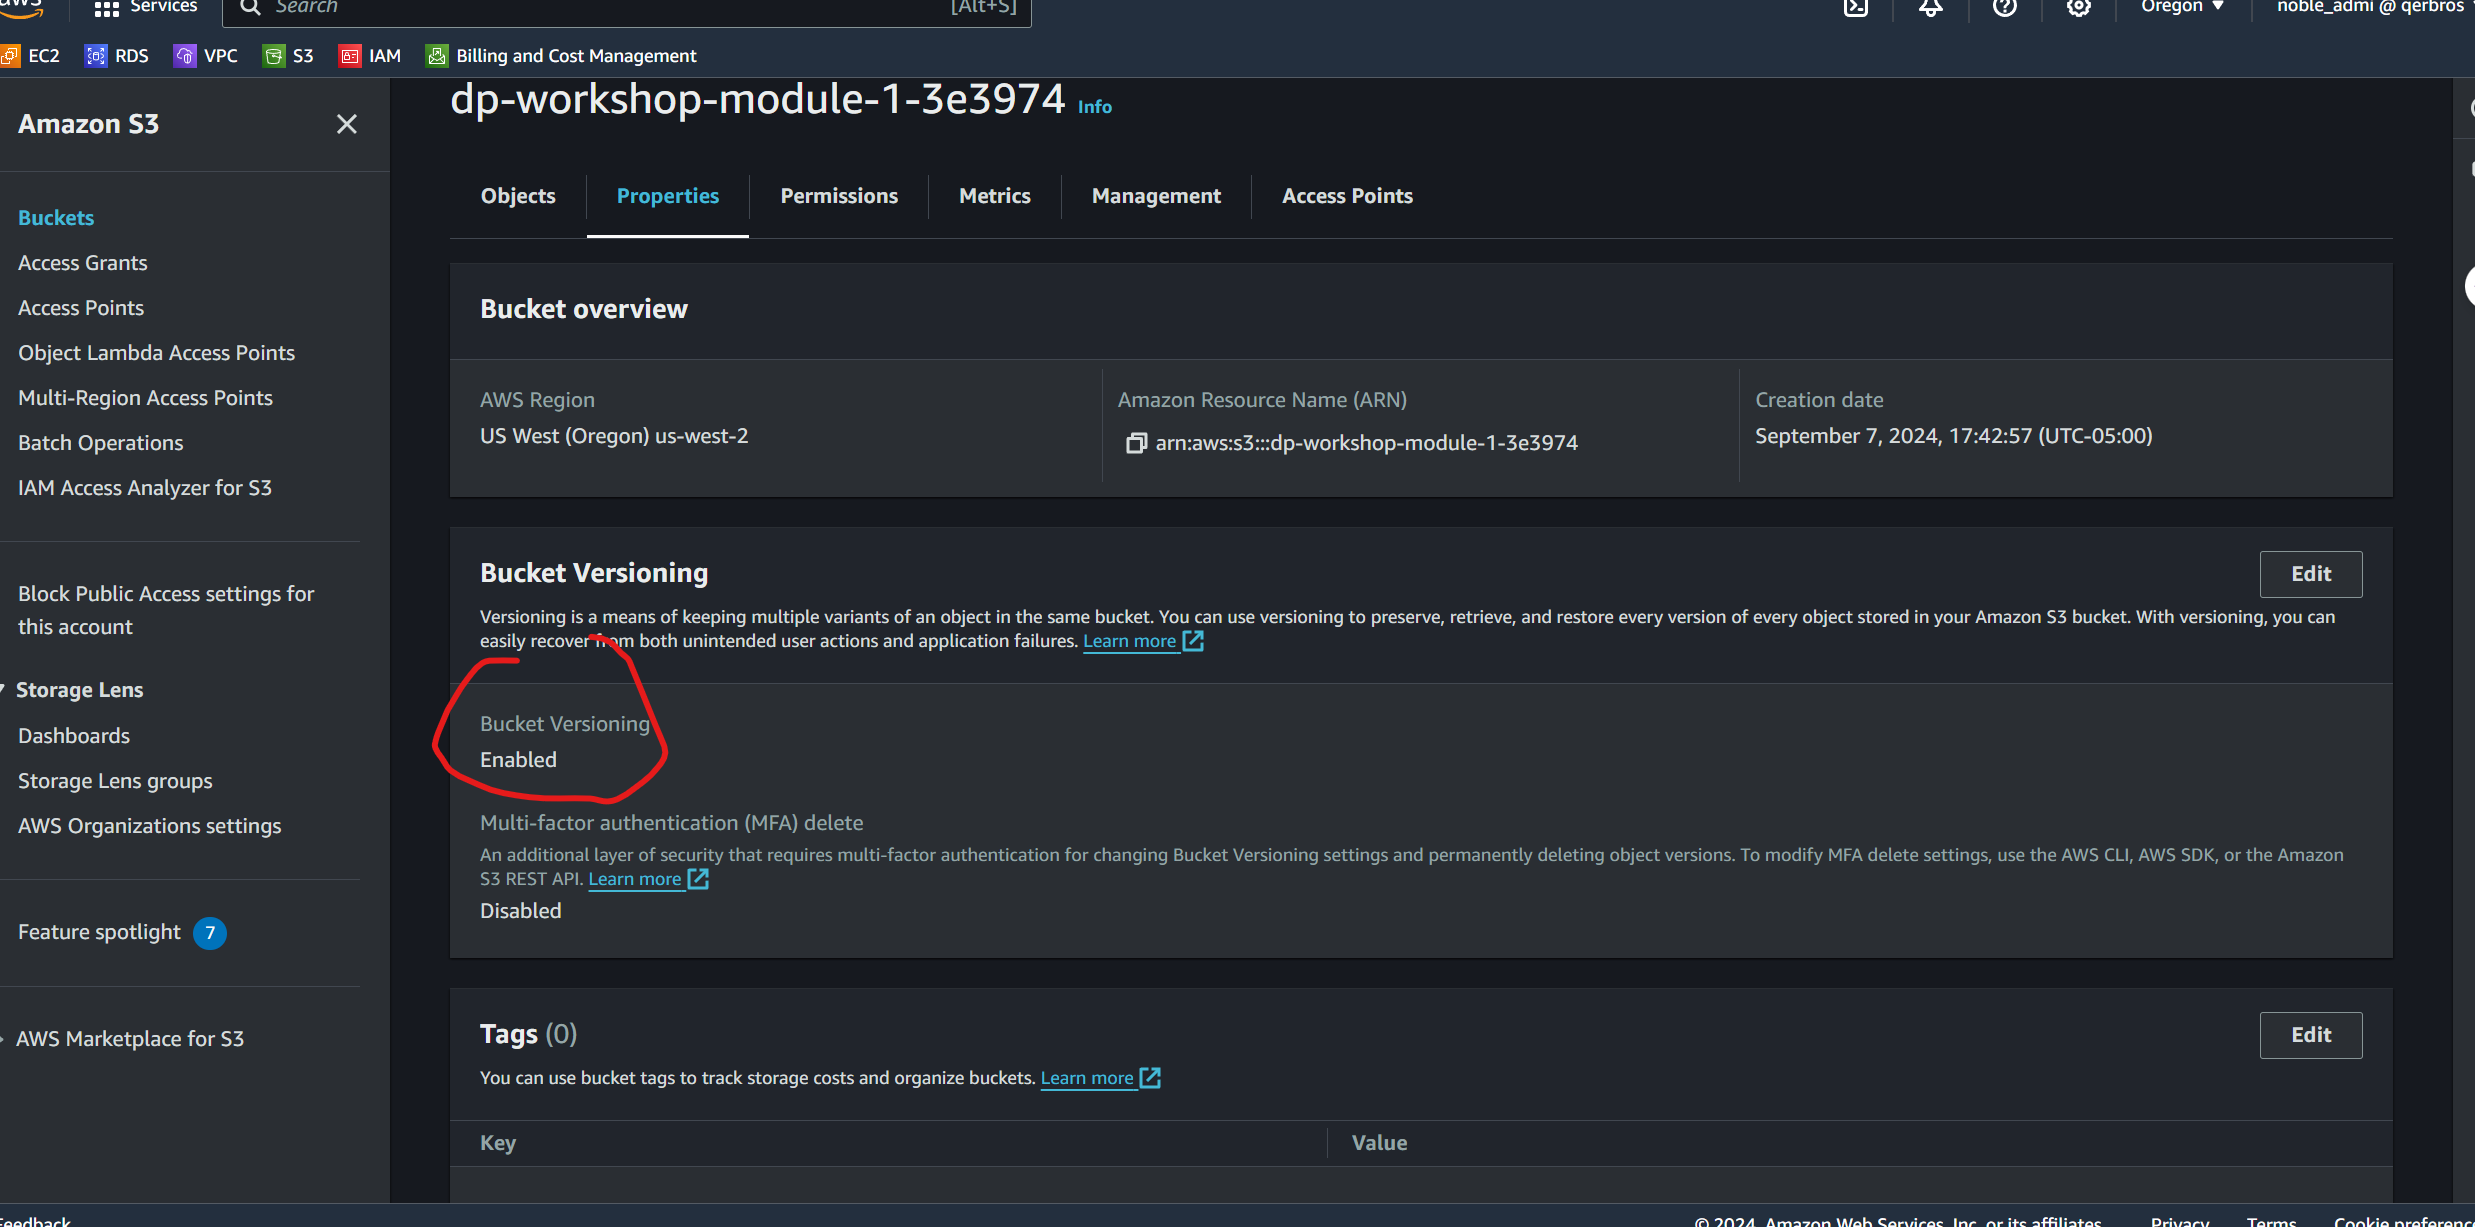 aws
Services
Search
[Alt+S]
Oregon
noble_admi @ qerbros
EC2
RDS
VPC
S3
IAM
Billing and Cost Management
Amazon S3
Buckets
Access Grants
Access Points
Object Lambda Access Points
Multi-Region Access Points
Batch Operations
IAM Access Analyzer for S3
Block Public Access settings for
this account
Storage Lens
Dashboards
Storage Lens groups
AWS Organizations settings
Feature spotlight 7
AWS Marketplace for S3
dp-workshop-module-1-3e3974 Info
Objects
Properties
Permissions
Metrics
Management
Access Points
Bucket overview
AWS Region
US West (Oregon) us-west-2
Amazon Resource Name (ARN)
arn:aws:s3:::dp-workshop-module-1-3e3974
Creation date
September 7, 2024, 17:42:57 (UTC-05:00)
Bucket Versioning
Edit
Versioning is a means of keeping multiple variants of an object in the same bucket. You can use versioning to preserve, retrieve, and restore every version of every object stored in your Amazon S3 bucket. With versioning, you can
easily recover from both unintended user actions and application failures. Learn more
Bucket Versioning
Enabled
Multi-factor authentication (MFA) delete
An additional layer of security that requires multi-factor authentication for changing Bucket Versioning settings and permanently deleting object versions. To modify MFA delete settings, use the AWS CLI, AWS SDK, or the Amazon
S3 REST API. Learn more
Disabled
Tags (0)
Edit
You can use bucket tags to track storage costs and organize buckets. Learn more
Key
Value
Feedback
© 2024, Amazon Web Services, Inc. or its affiliates.
Privacy
Terms
Cookie preferenc